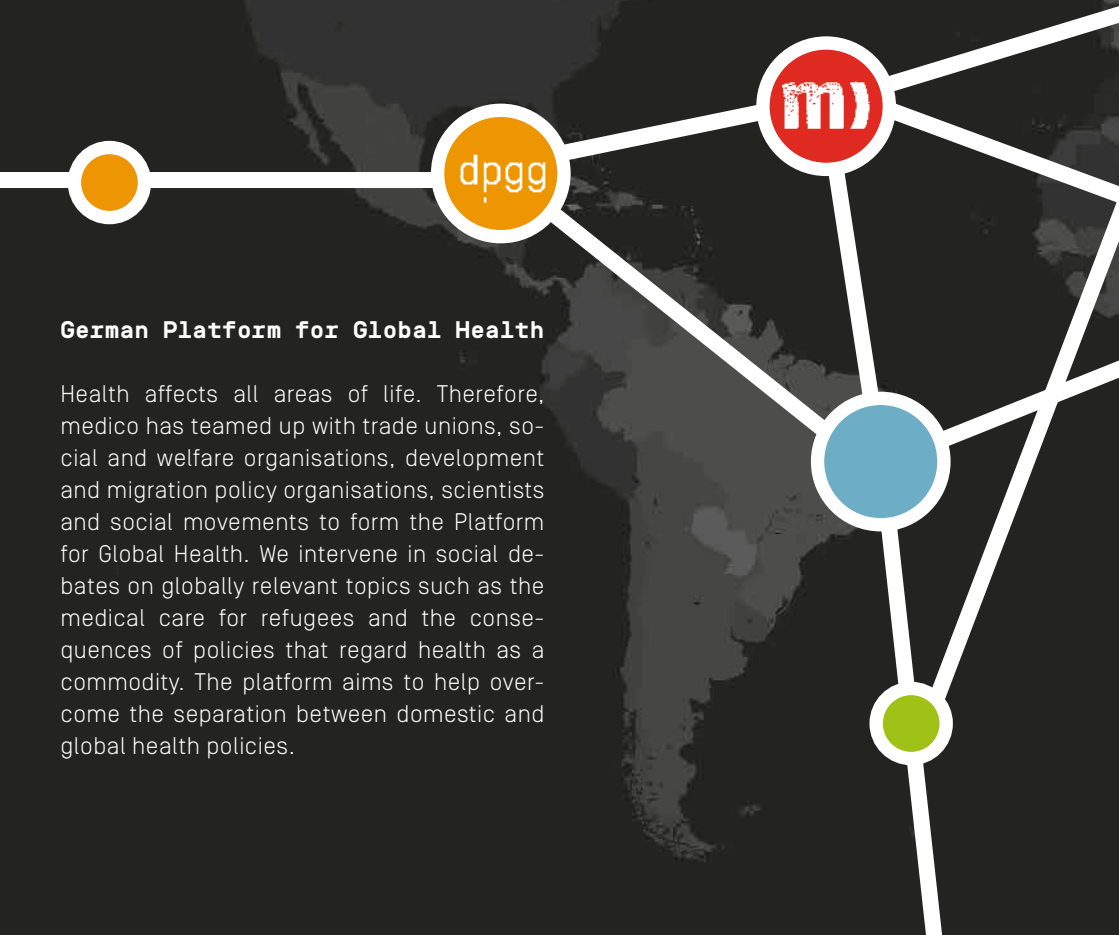 m)
dpgg
German Platform for Global Health
Health affects all areas of life. Therefore,
medico has teamed up with trade unions, so-
cial and welfare organisations, development
and migration policy organisations, scientists
and social movements to form the Platform
for Global Health. We intervene in social de-
bates on globally relevant topics such as the
medical care for refugees and the conse-
quences of policies that regard health as a
commodity. The platform aims to help over-
come the separation between domestic and
global health policies.